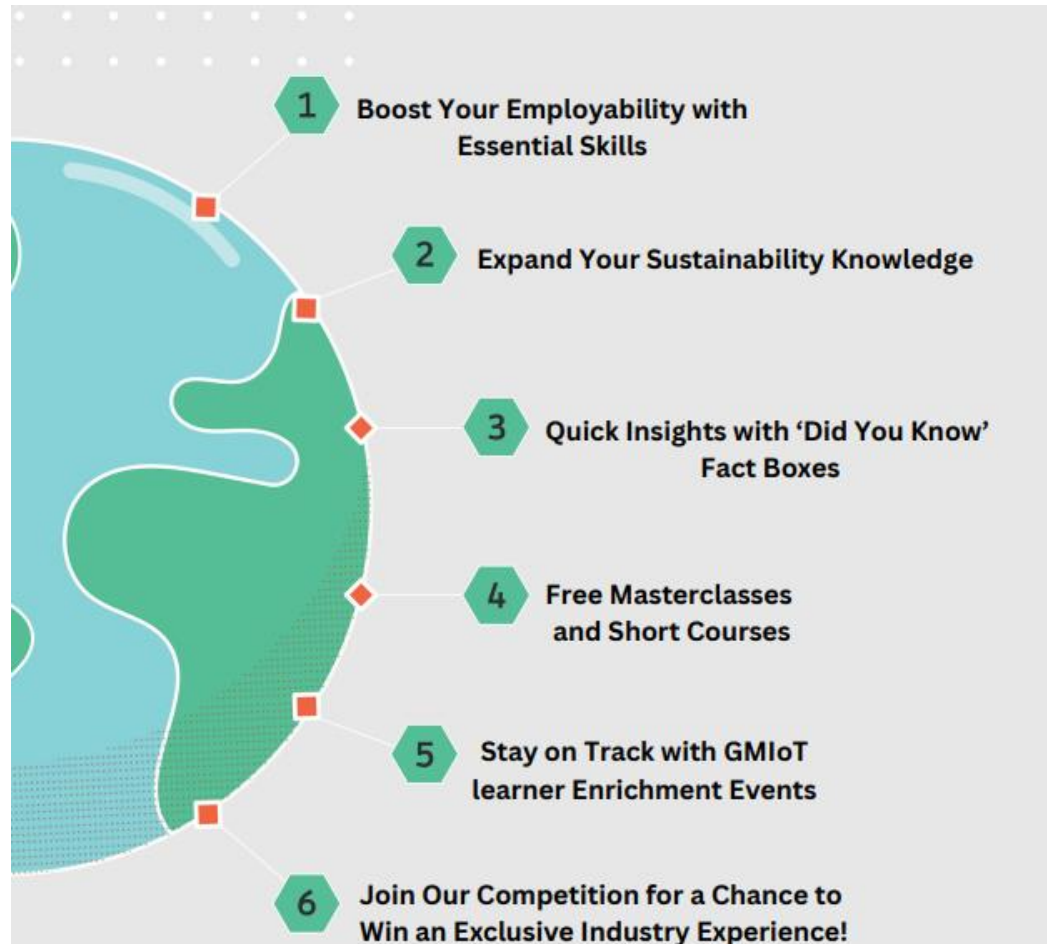 1
Boost Your Employability with
Essential Skills
2
Expand Your Sustainability Knowledge
3
Quick Insights with ‘Did You Know’
Fact Boxes
4
Free Masterclasses
and Short Courses
5
Stay on Track with GMIoT
learner Enrichment Events
6
Join Our Competition for a Chance to
Win an Exclusive Industry Experience!